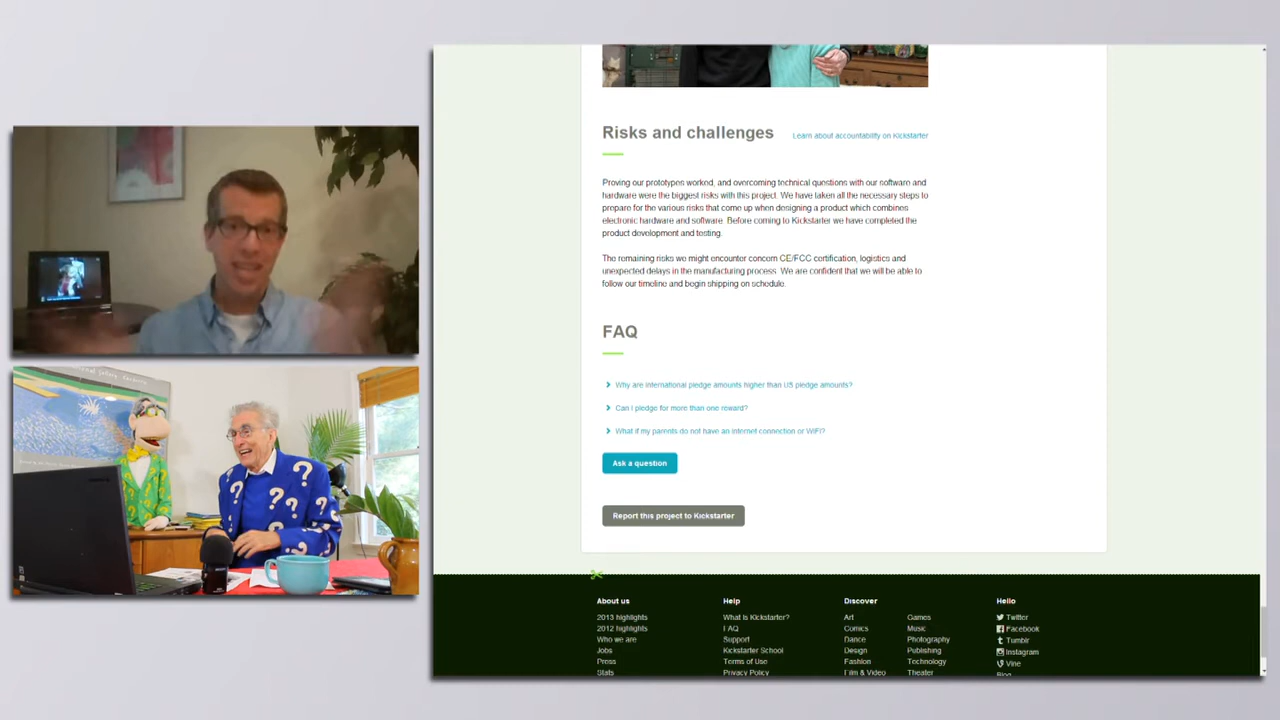 Risks and challenges
Learn about accountability on Kickstarter
Proving our prototypes worked, and overcoming technical questions with our software and
hardware were the biggest risks with this project. We have taken all the necessary steps to
prepare for the various risks that come up when designing a product which combines
electronic hardware and software. Before coming to Kickstarter we have completed the
product development and testing.
The remaining risks we might encounter concern CE/FCC certification, logistics and
unexpected delays in the manufacturing process. We are confident that we will be able to
follow our timeline and begin shipping on schedule.
FAQ
Why are international pledge amounts higher than US pledge amounts?
Can I pledge for more than one reward?
What if my parents do not have an internet connection or WIFI?
Ask a question
Report this project to Kickstarter
About us
2013 highlights
2012 highlights
Who we are
Jobs
Press
Stats
Help
What Is Kickstarter?
FAQ
Support
Kickstarter School
Terms of Use
Privacy Policy
Discover
Art
Comics
Dance
Design
Fashion
Film & Video
Games
Music
Photography
Publishing
Technology
Theater
Hello
Twitter
Facebook
Tumblr
Instagram
Vine
Blog
? ? ? ? ?